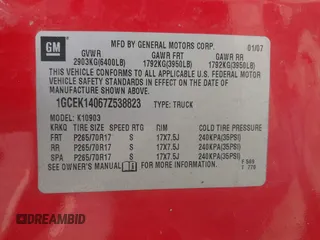 GM
MFD BY GENERAL MOTORS CORP. 01/07
GVWR GAWR FRT GAWR RR
2903KG(6400LB) 1792KG(3950LB) 1792KG(3950LB)
THIS VEHICLE CONFORMS TO ALL APPLICABLE U.S. FEDERAL MOTOR
VEHICLE SAFETY STANDARDS IN EFFECT ON THE DATE OF
MANUFACTURE SHOWN ABOVE.
1GCEK14067Z538823 TYPE: TRUCK
MODEL: K10903
KRKQ TIRE SIZE SPEED RTG RIM COLD TIRE PRESSURE
FRT P265/70R17 S 17X7.5J 240KPA(35PSI)
RR P265/70R17 S 17X7.5J 240KPA(35PSI)
SPA P265/70R17 S 17X7.5J 240KPA(35PSI)
SEE OWNER'S MANUAL FOR ADDITIONAL INFORMATION
AUTOBIDMASTER